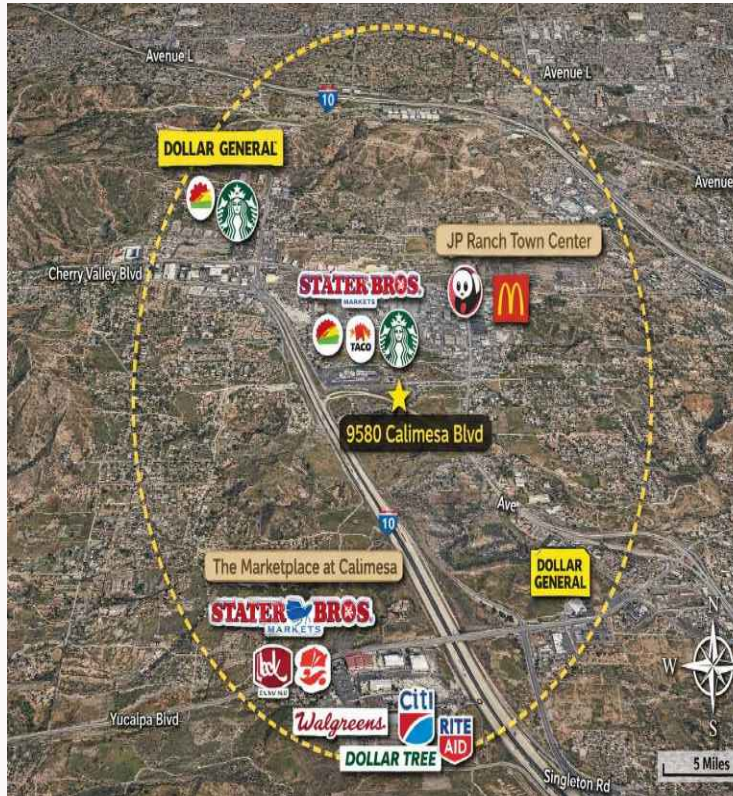 Avenue L
Avenue L
10
DOLLAR GENERAL
Avenue
JP Ranch Town Center
Cherry Valley Blvd
STATER BROS.
MARKETS
TACO
9580 Calimesa Blvd
Ave
10
The Marketplace at Calimesa
DOLLAR
GENERAL
STATER BROS.
MARKETS
N
W
S
Yucaipa Blvd
Walgreens
citi
RITE
AID
DOLLAR TREE
Singleton Rd
5 Miles